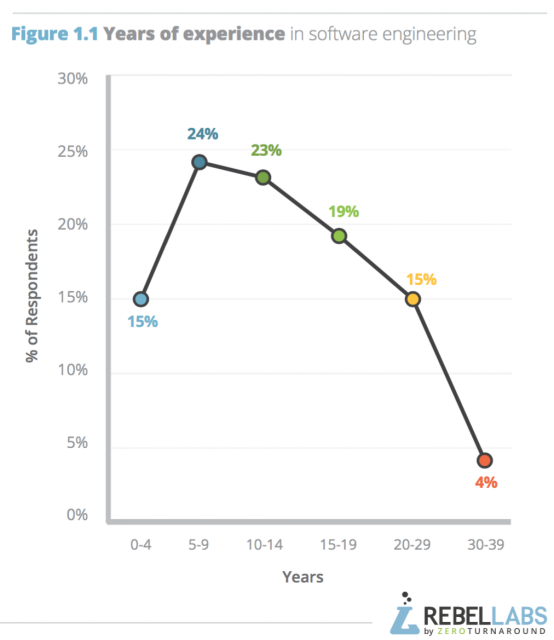 Figure 1.1 Years of experience in software engineering
30%
25%
20%
15%
10%
5%
0%
% of Respondents
15%
24%
23%
19%
15%
4%
0-4 5-9 10-14 15-19 20-29 30-39
Years
REBELLABS
by ZEROTURNAROUND